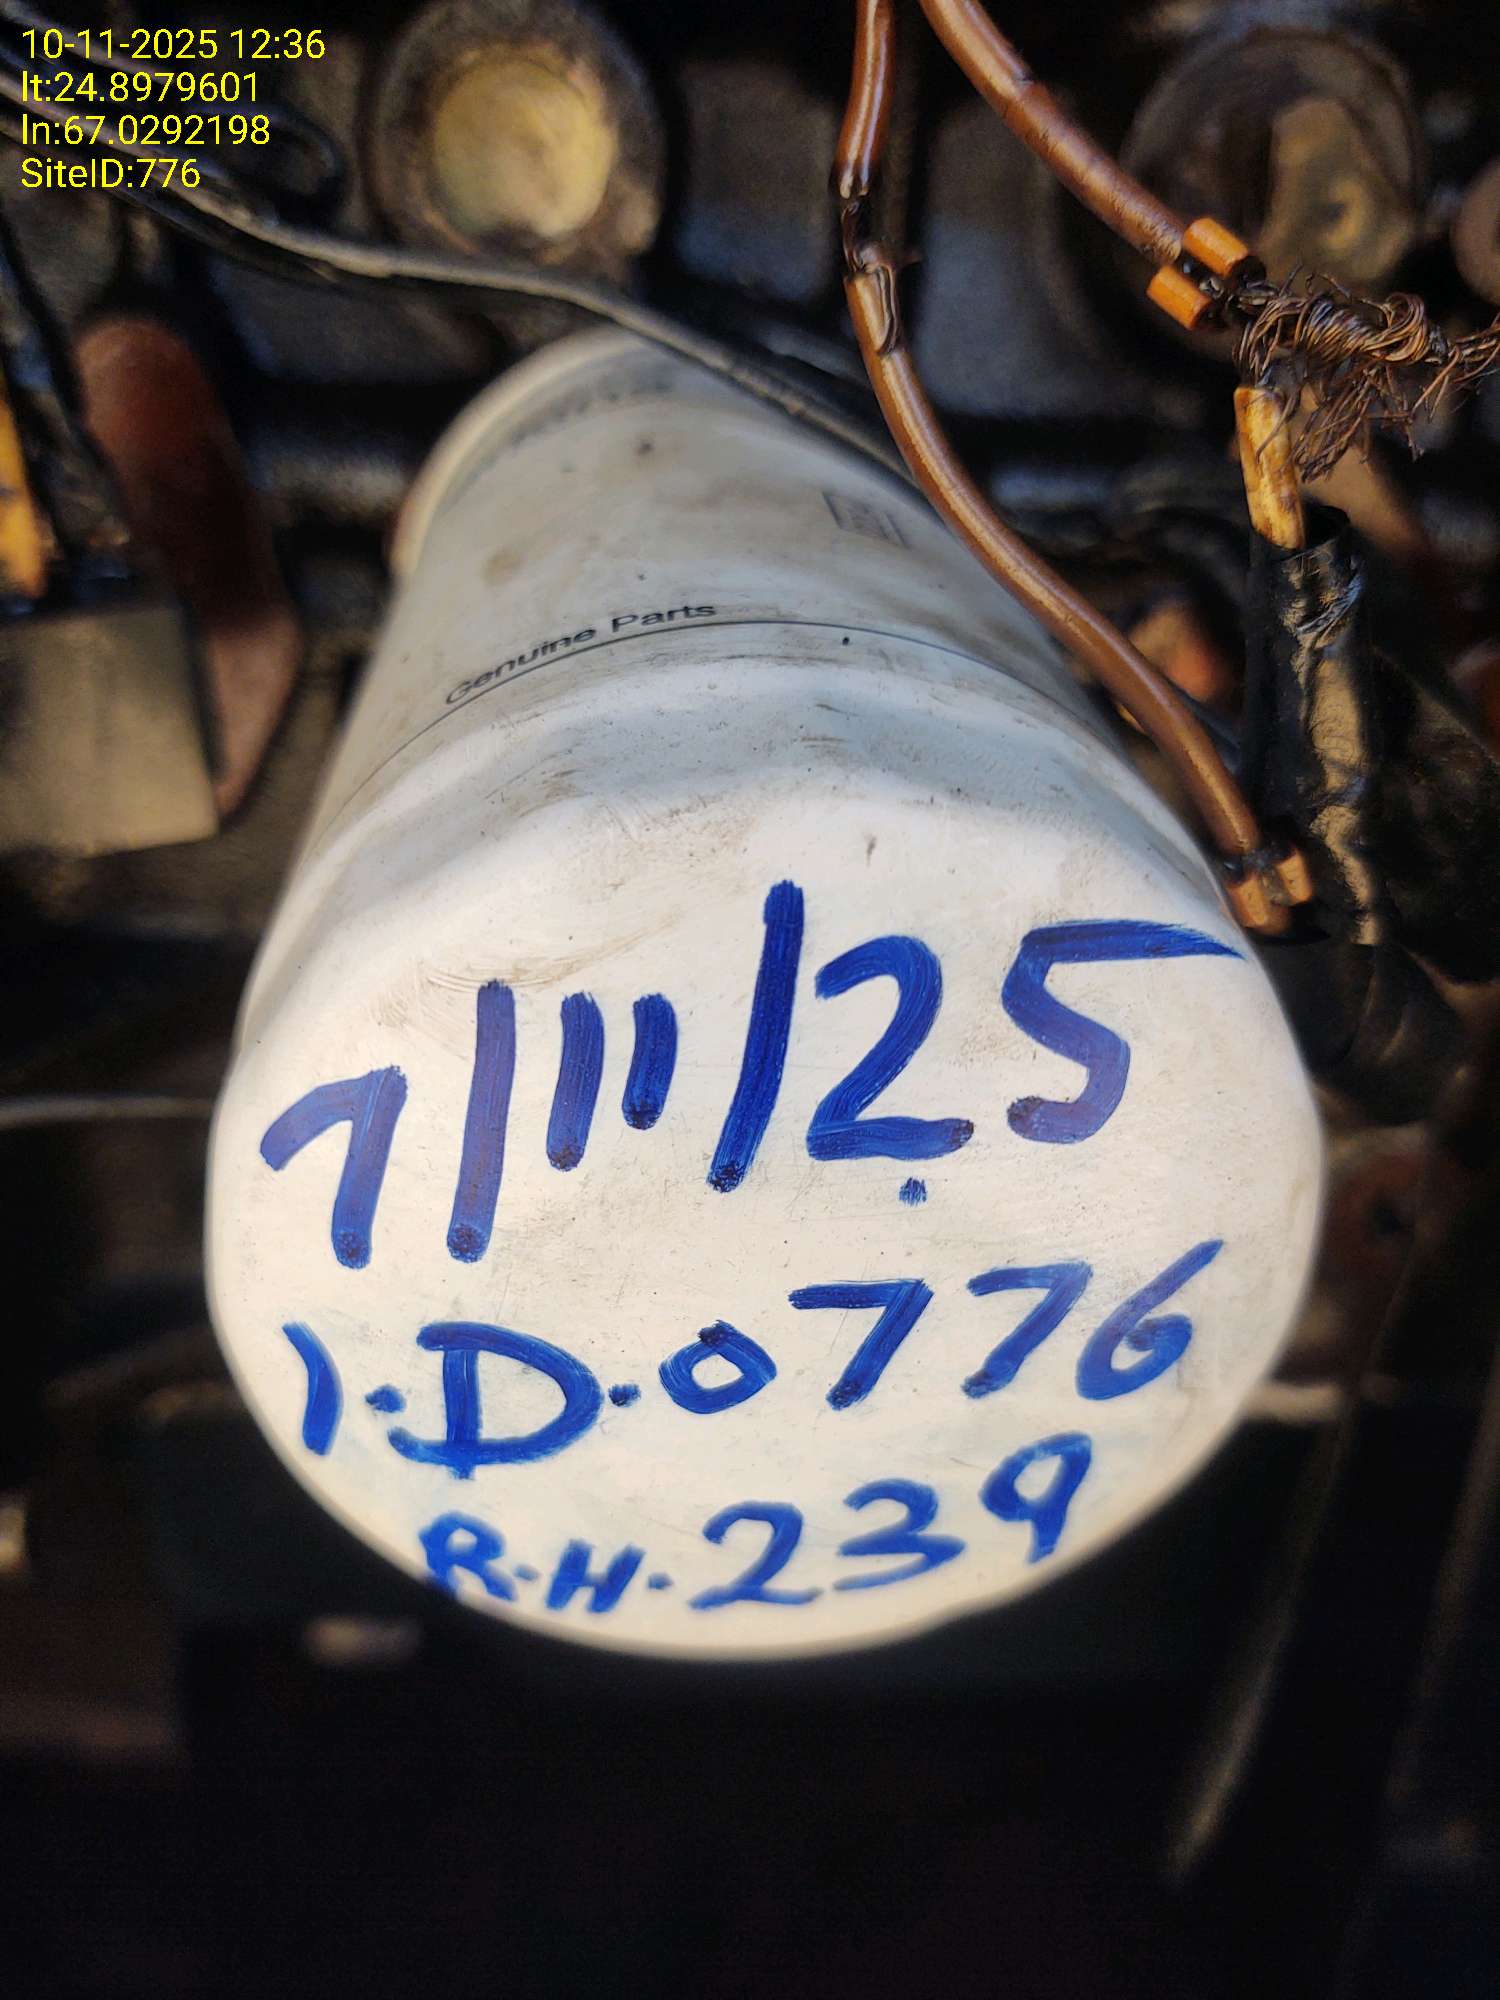 10-11-2025 12:36
lt:24.8979601
ln:67.0292198
SiteID:776
Genuine Parts
7/11/25
I.D.0776
R.H.239